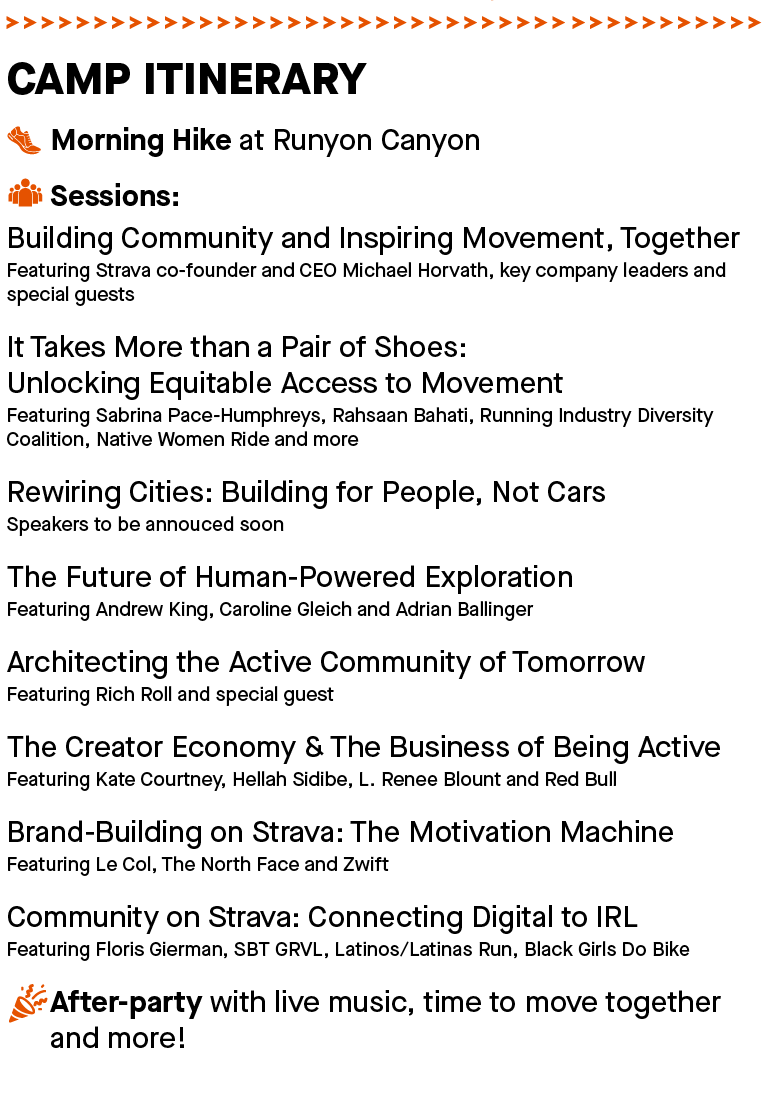 CAMP ITINERARY
Morning Hike at Runyon Canyon
Sessions:
Building Community and Inspiring Movement, Together
Featuring Strava co-founder and CEO Michael Horvath, key company leaders and
special guests
It Takes More than a Pair of Shoes:
Unlocking Equitable Access to Movement
Featuring Sabrina Pace-Humphreys, Rahsaan Bahati, Running Industry Diversity
Coalition, Native Women Ride and more
Rewiring Cities: Building for People, Not Cars
Speakers to be annouced soon
The Future of Human-Powered Exploration
Featuring Andrew King, Caroline Gleich and Adrian Ballinger
Architecting the Active Community of Tomorrow
Featuring Rich Roll and special guest
The Creator Economy & The Business of Being Active
Featuring Kate Courtney, Hellah Sidibe, L. Renee Blount and Red Bull
Brand-Building on Strava: The Motivation Machine
Featuring Le Col, The North Face and Zwift
Community on Strava: Connecting Digital to IRL
Featuring Floris Gierman, SBT GRVL, Latinos/Latinas Run, Black Girls Do Bike
After-party with live music, time to move together
and more!